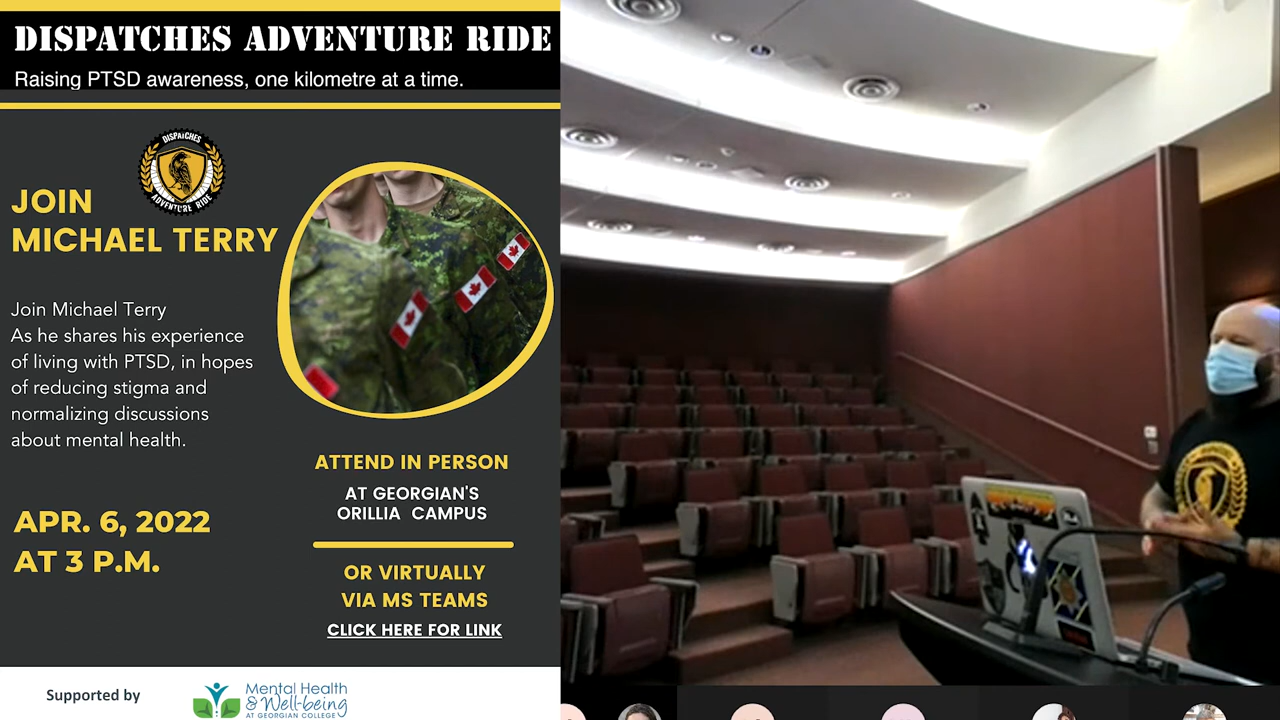 DISPATCHES ADVENTURE RIDE
Raising PTSD awareness, one kilometre at a time.
DISPATCHES
ADVENTURE RIDE
JOIN
MICHAEL TERRY
Join Michael Terry
As he shares his experience
of living with PTSD, in hopes
of reducing stigma and
normalizing discussions
about mental health.
APR. 6, 2022
AT 3 P.M.
ATTEND IN PERSON
AT GEORGIAN'S
ORILLIA CAMPUS
OR VIRTUALLY
VIA MS TEAMS
CLICK HERE FOR LINK
Supported by
Mental Health
& Well-being
AT GEORGIAN COLLEGE